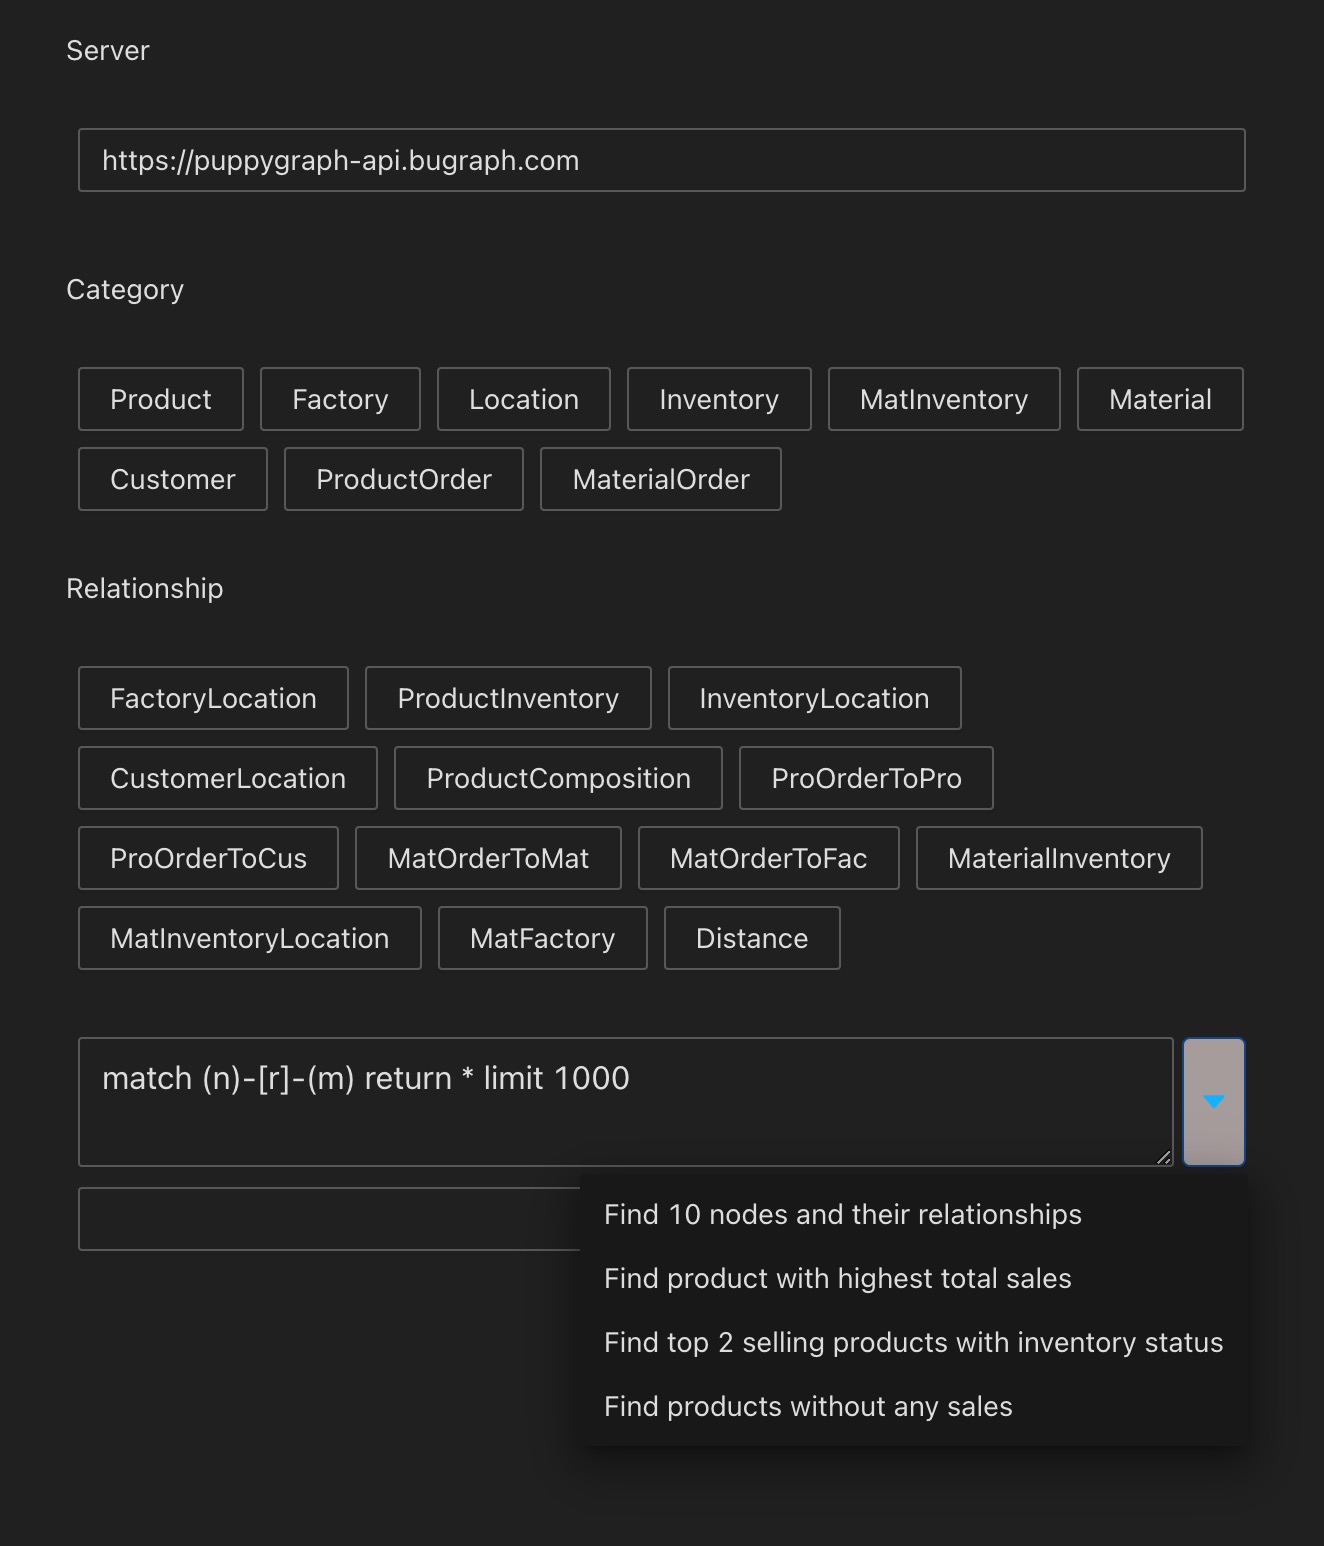 Server
https://puppygraph-api.bugraph.com
Category
Product Factory Location Inventory MatInventory Material
Customer ProductOrder MaterialOrder
Relationship
FactoryLocation ProductInventory InventoryLocation
CustomerLocation ProductComposition ProOrderToPro
ProOrderToCus MatOrderToMat MatOrderToFac MaterialInventory
MatInventoryLocation MatFactory Distance
match (n)-[r]-(m) return * limit 1000
Find 10 nodes and their relationships
Find product with highest total sales
Find top 2 selling products with inventory status
Find products without any sales